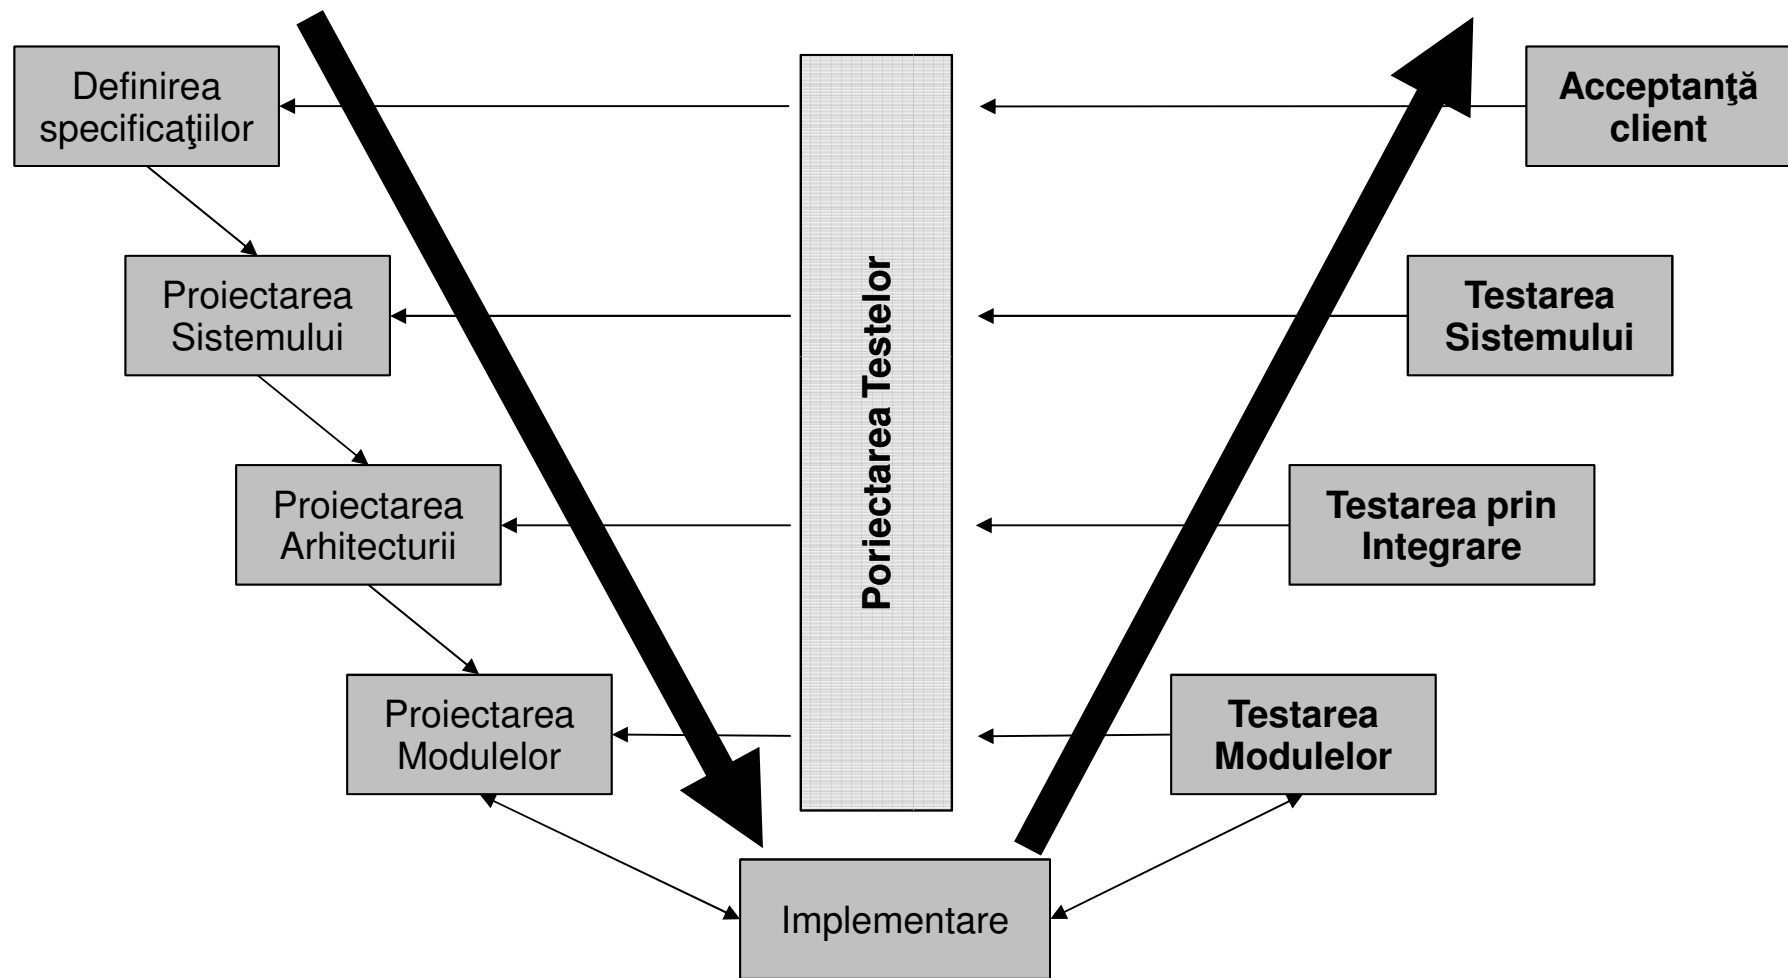 Definirea
specificaţiilor
Acceptanţă
client
Proiectarea
Sistemului
Testarea
Sistemului
Poriectarea Testelor
Proiectarea
Arhitecturii
Testarea prin
Integrare
Proiectarea
Modulelor
Testarea
Modulelor
Implementare